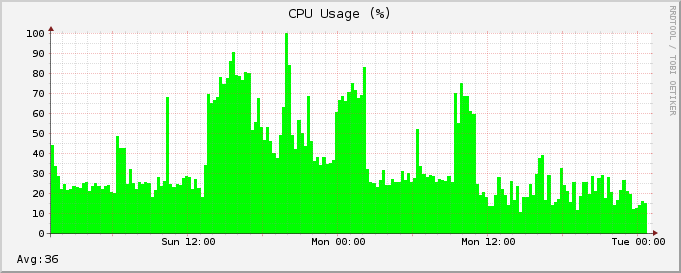 CPU Usage (%)
100
90
80
70
60
50
40
30
20
10
0
Sun 12:00
Mon 00:00
Mon 12:00
Tue 00:00
Avg:36
RRDTOOL / TOBI OETIKER